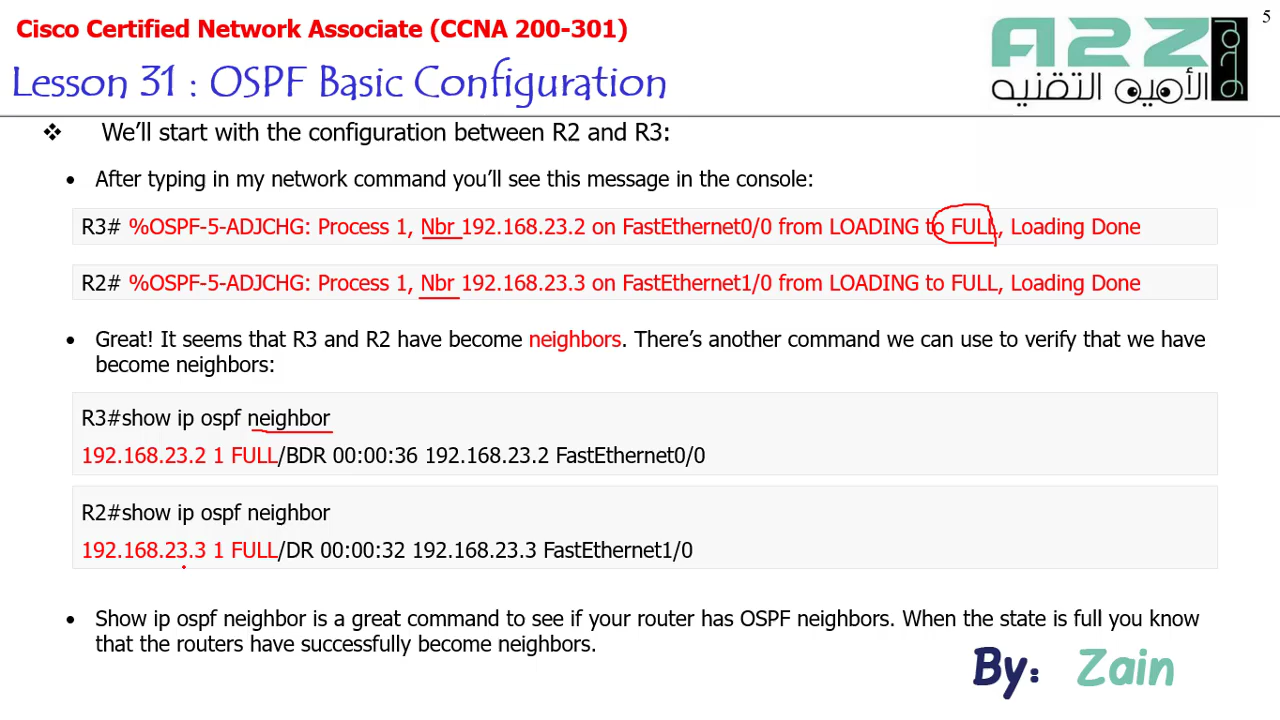 Cisco Certified Network Associate (CCNA 200-301)
5
A2Z
Lesson 31 : OSPF Basic Configuration
الأمين التقنيه
❖ We'll start with the configuration between R2 and R3:
• After typing in my network command you'll see this message in the console:
R3# %OSPF-5-ADJCHG: Process 1, Nbr 192.168.23.2 on FastEthernet0/0 from LOADING to FULL, Loading Done
R2# %OSPF-5-ADJCHG: Process 1, Nbr 192.168.23.3 on FastEthernet1/0 from LOADING to FULL, Loading Done
• Great! It seems that R3 and R2 have become neighbors. There's another command we can use to verify that we have
become neighbors:
R3#show ip ospf neighbor
192.168.23.2 1 FULL/BDR 00:00:36 192.168.23.2 FastEthernet0/0
R2#show ip ospf neighbor
192.168.23.3 1 FULL/DR 00:00:32 192.168.23.3 FastEthernet1/0
• Show ip ospf neighbor is a great command to see if your router has OSPF neighbors. When the state is full you know
that the routers have successfully become neighbors.
By: Zain